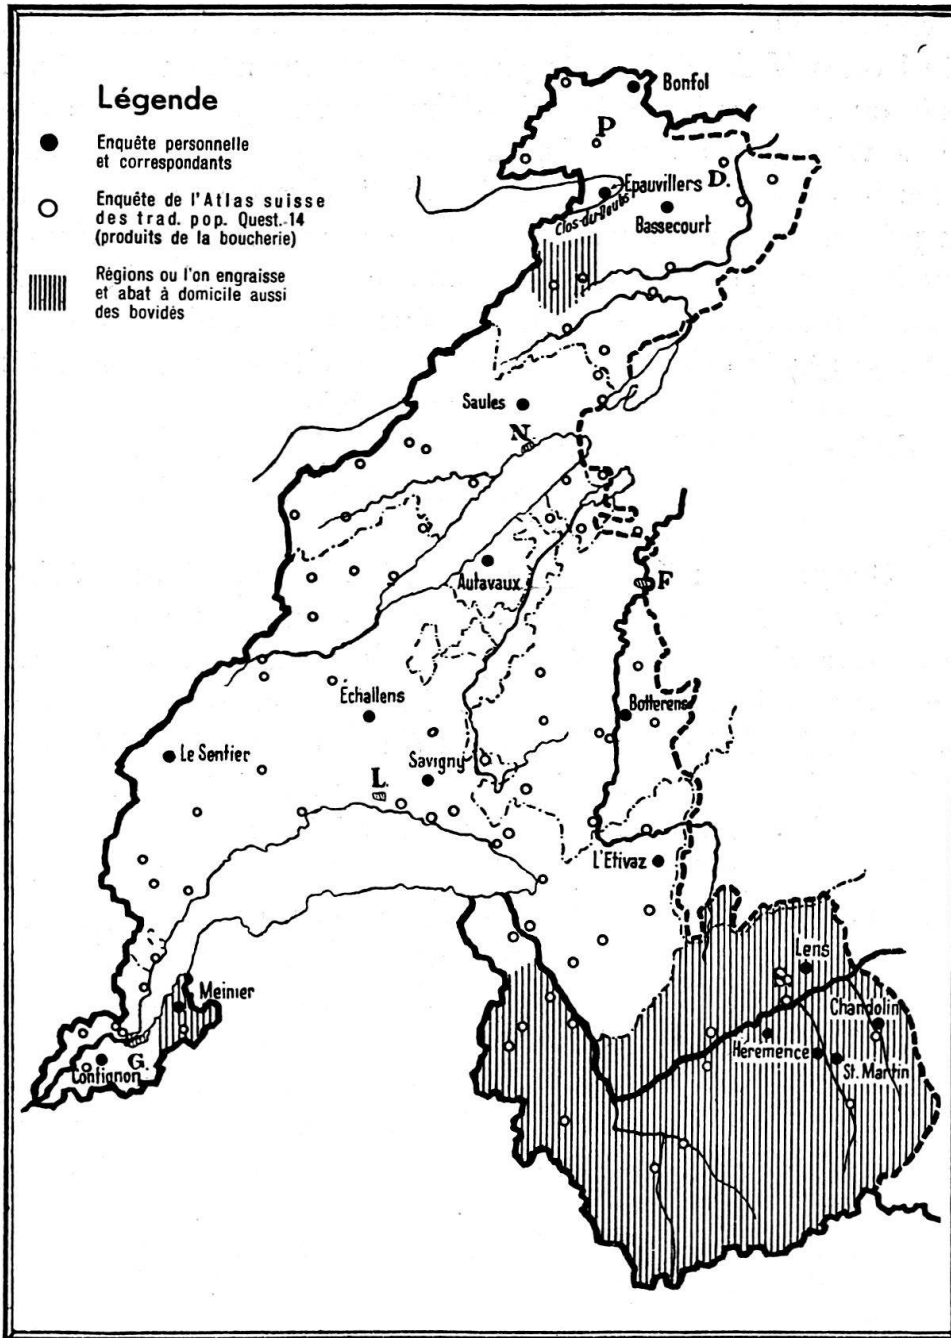 Légende
Enquête personnelle
et correspondants
Enquête de l'Atlas suisse
des trad. pop. Quest. 14
(produits de la boucherie)
Régions ou l'on engraisse
et abat à domicile aussi
des bovidés
Bonfol
P
Epauvillers
D.
Clos-du-Doubs
Bassecourt
Saules
N.
Autavaux
F
Échallens
Botterens
Le Sentier
Savigny
L.
L'Etivaz
Lens
S.
Meinier
Chandolin
Heremence
G.
Contignon
St. Martin